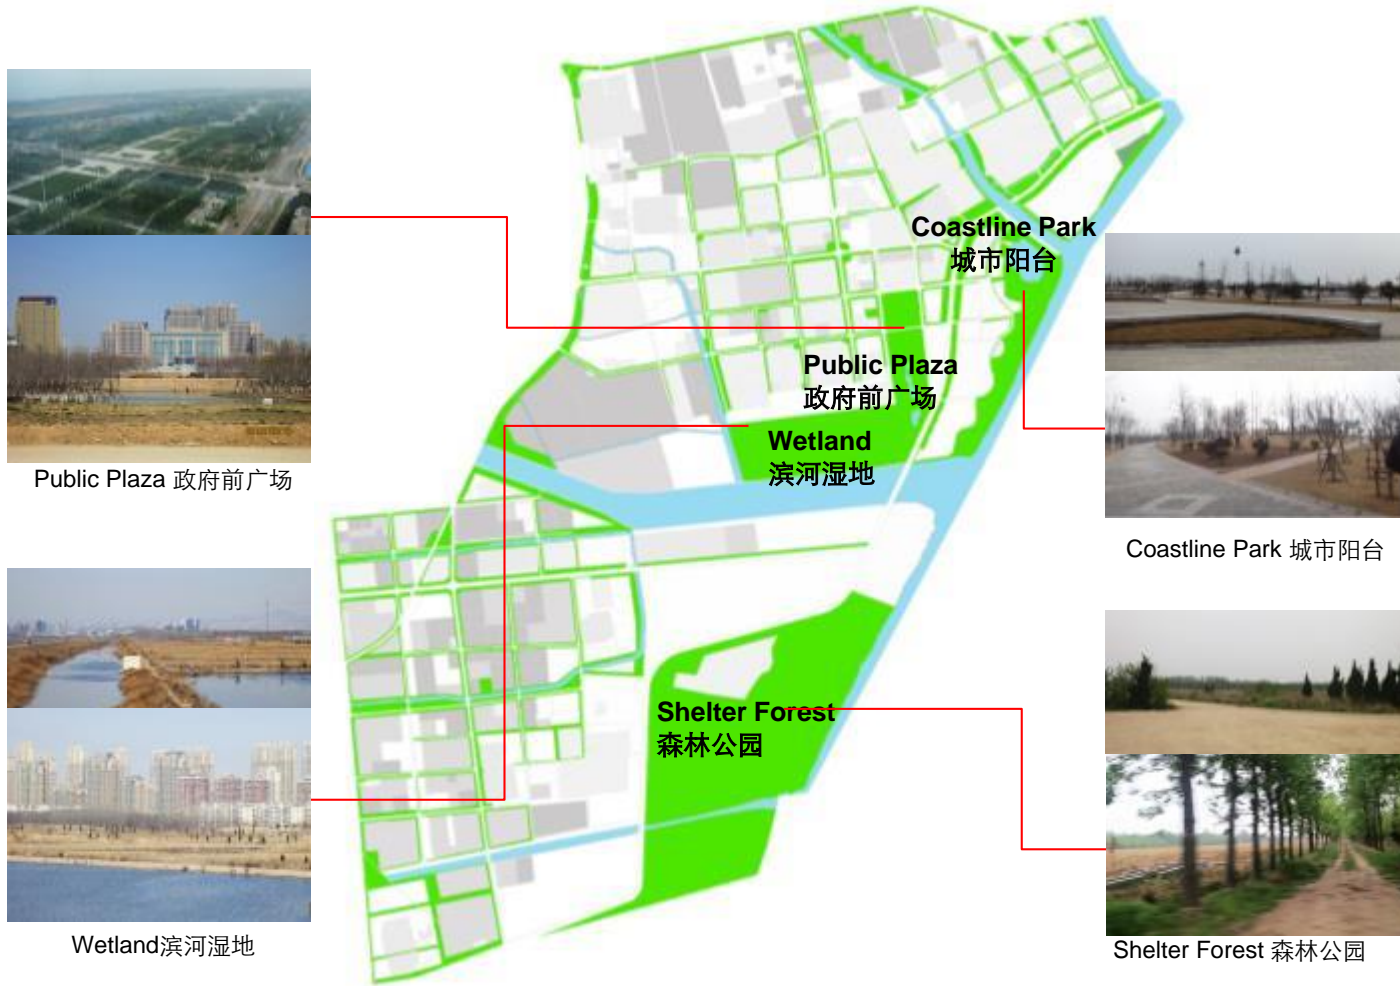 Coastline Park
城市阳台
Public Plaza
政府前广场
Wetland
滨河湿地
Shelter Forest
森林公园
Public Plaza 政府前广场
Coastline Park 城市阳台
Wetland滨河湿地
Shelter Forest 森林公园